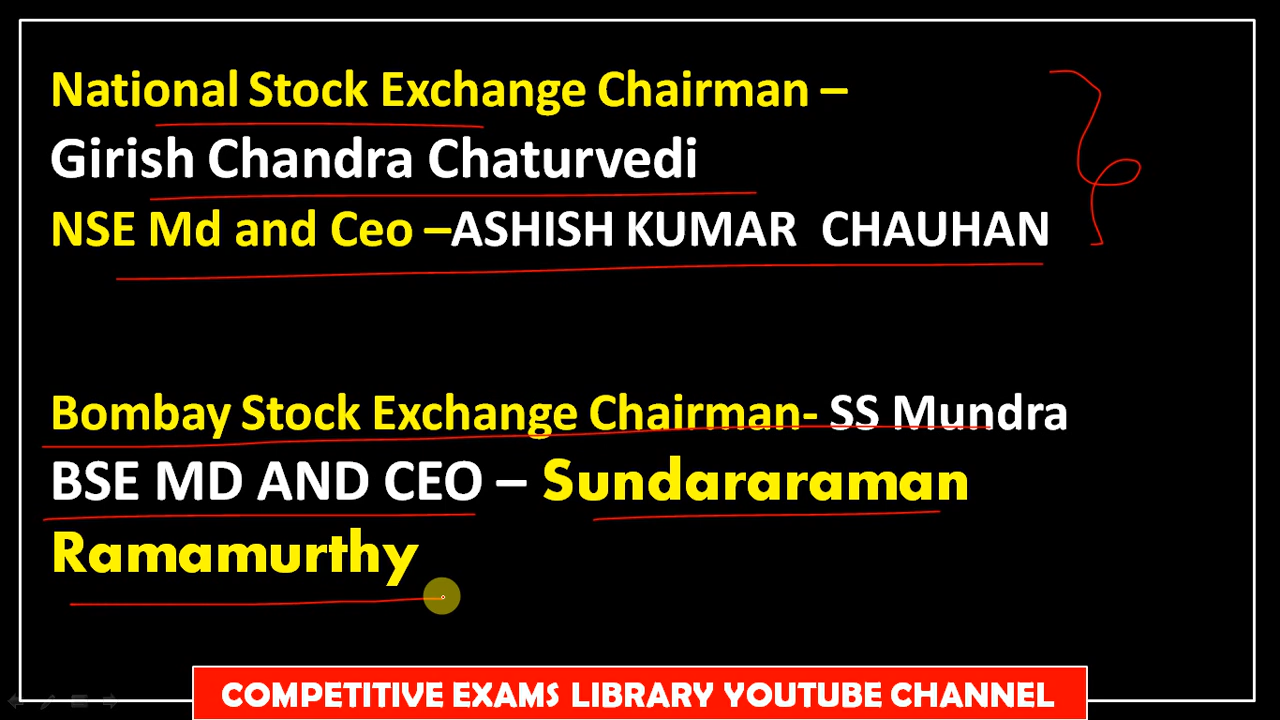 National Stock Exchange Chairman –
Girish Chandra Chaturvedi
NSE Md and Ceo –ASHISH KUMAR CHAUHAN
Bombay Stock Exchange Chairman- SS Mundra
BSE MD AND CEO – Sundararaman
Ramamurthy
COMPETITIVE EXAMS LIBRARY YOUTUBE CHANNEL